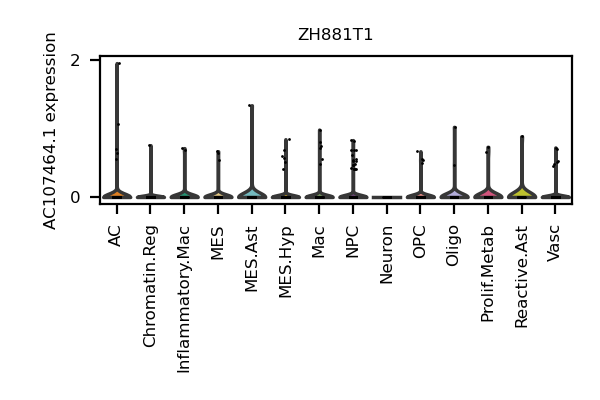 ZH881T1
AC107464.1 expression
2
0
AC
Chromatin.Reg
Inflammatory.Mac
MES
MES.Ast
MES.Hyp
Mac
NPC
Neuron
OPC
Oligo
Prolif.Metab
Reactive.Ast
Vasc